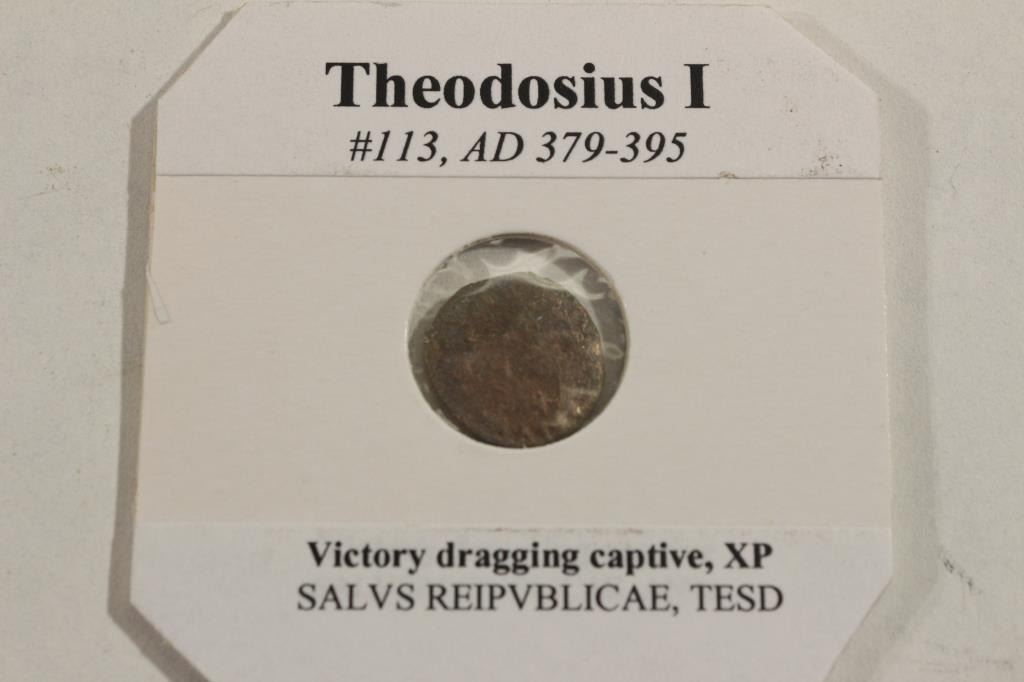 Theodosius I
#113, AD 379-395
Victory dragging captive, XP
SALVS REIPVBLICAE, TESD